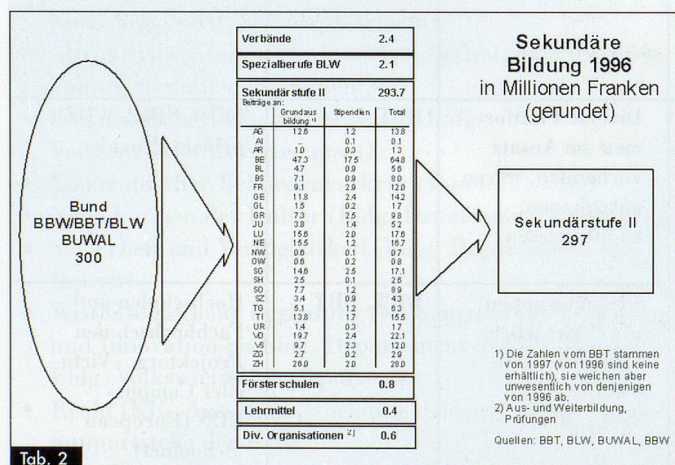 Verbände 2.4
Spezialberufe BLW 2.1
Sekundärstufe II 293.7
Beiträge an:
Grundausbildung ¹⁾ Stipendien Total
AG 12.6 1.2 13.8
AI .. 0.1 0.1
AR 1.0 0.3 1.3
BE 47.3 17.5 64.8
BL 4.7 0.9 5.6
BS 7.1 0.9 8.0
FR 9.1 2.9 12.0
GE 11.8 2.4 14.2
GL 1.5 0.2 1.7
GR 7.3 2.5 9.8
JU 3.8 1.4 5.2
LU 15.6 2.0 17.6
NE 15.5 1.2 16.7
NW 0.6 0.1 0.7
OW 0.6 0.2 0.8
SG 14.6 2.5 17.1
SH 2.5 0.1 2.6
SO 7.7 1.2 8.9
SZ 3.4 0.9 4.3
TG 5.1 1.2 6.3
TI 13.8 15.5
UR 1.4 0.3 1.7
VD 19.7 2.4 22.1
VS 9.7 12.0
ZG 2.7 0.2 2.9
ZH 26.0 2.0 28.0
Försterschulen 0.8
Lehrmittel 0.4
Div. Organisationen ²⁾ 0.6
Bund
BBW/BBT/BLW
BUWAL
300
Sekundäre
Bildung 1996
in Millionen Franken
(gerundet)
Sekundarstufe II
297
1) Die Zahlen vom BBT stammen
von 1997 (von 1996 sind keine
erhältlich), sie weichen aber
unwesentlich von denjenigen
von 1996 ab.
2) Aus- und Weiterbildung,
Prüfungen
Quellen: BBT, BLW, BUWAL, BBW
Tab. 2